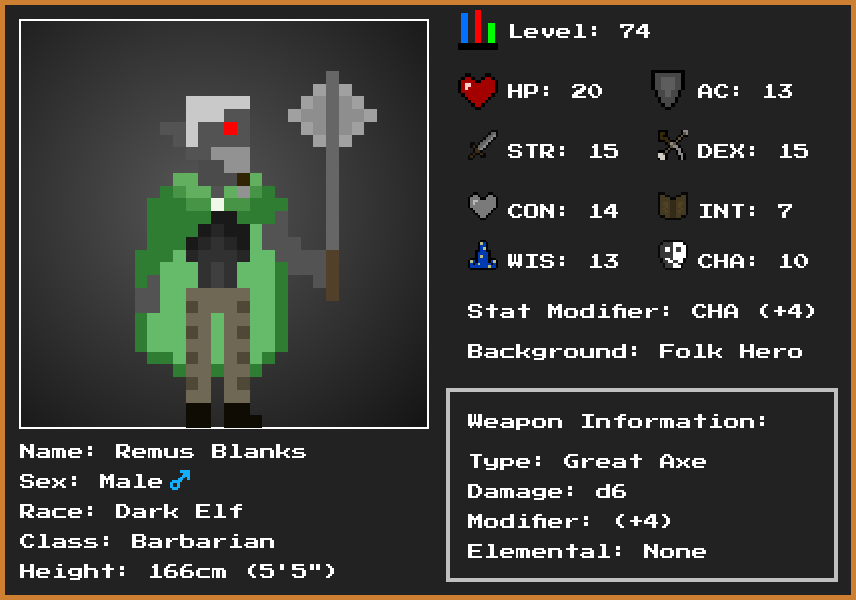 Level: 74
HP: 20
AC: 13
STR: 15
DEX: 15
CON: 14
INT: 7
WIS: 13
CHA: 10
Stat Modifier: CHA (+4)
Background: Folk Hero
Weapon Information:
Type: Great Axe
Damage: d6
Modifier: (+4)
Elemental: None
Name: Remus Blanks
Sex: Male ♂
Race: Dark Elf
Class: Barbarian
Height: 166cm (5'5")